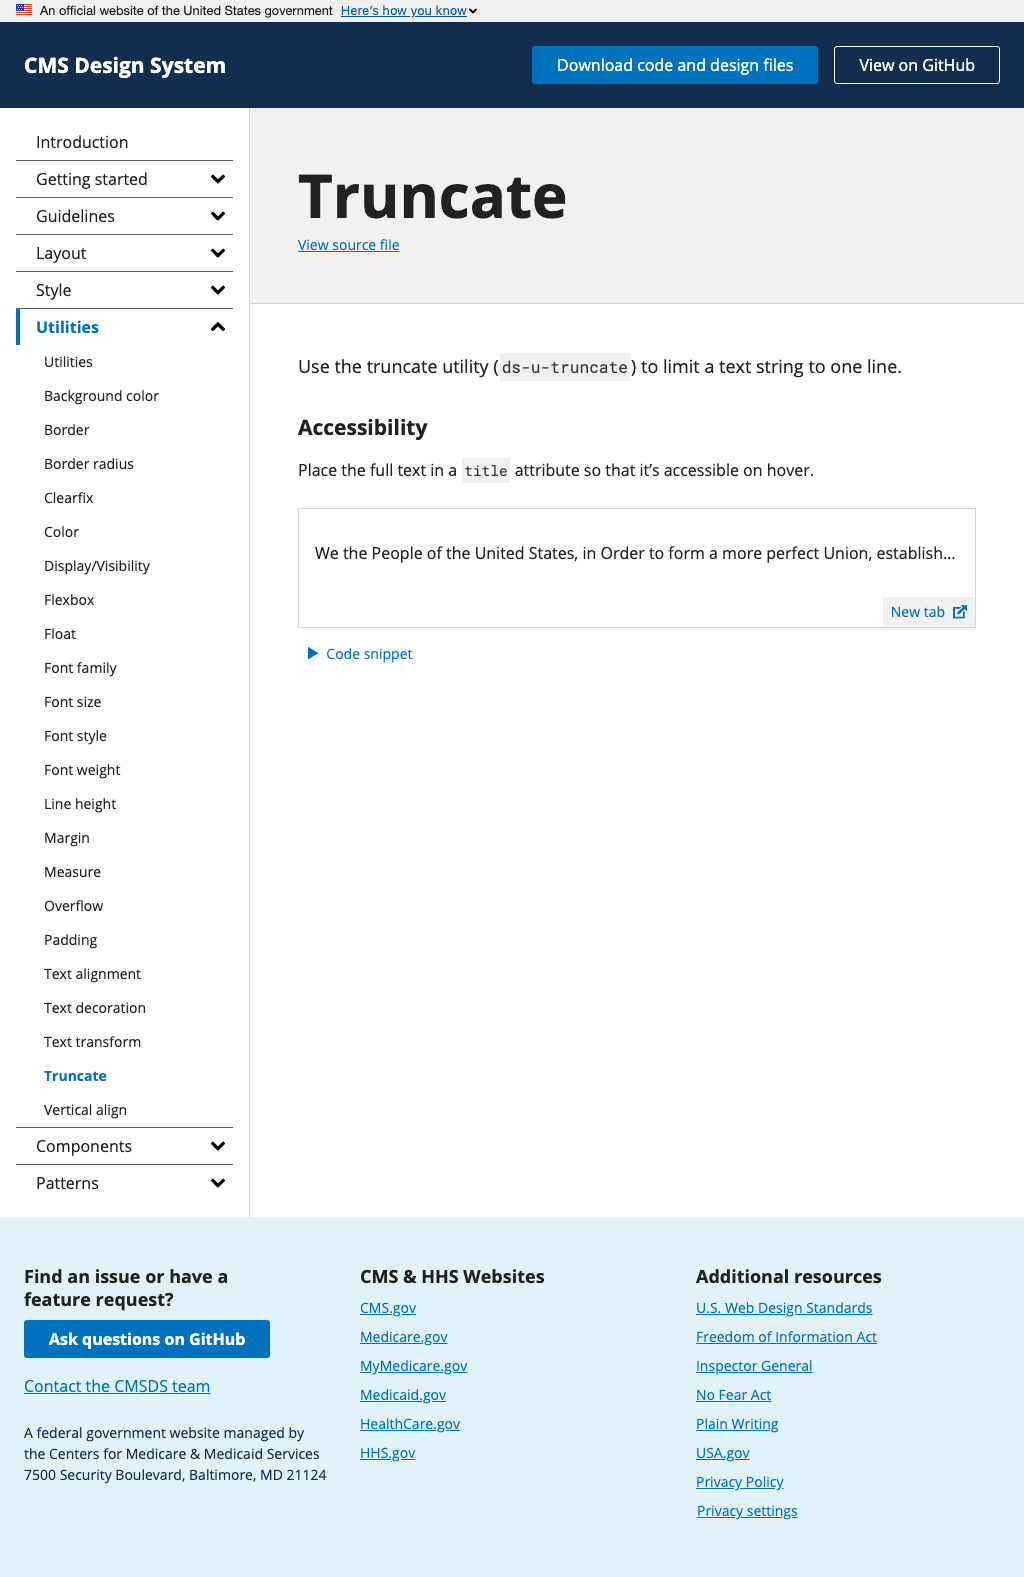 An official website of the United States government Here's how you know
CMS Design System
Download code and design files
View on GitHub
Introduction
Getting started
Guidelines
Layout
Style
Utilities
Utilities
Background color
Border
Border radius
Clearfix
Color
Display/Visibility
Flexbox
Float
Font family
Font size
Font style
Font weight
Line height
Margin
Measure
Overflow
Padding
Text alignment
Text decoration
Text transform
Truncate
Vertical align
Components
Patterns
Truncate
View source file
Use the truncate utility (ds-u-truncate) to limit a text string to one line.
Accessibility
Place the full text in a title attribute so that it’s accessible on hover.
We the People of the United States, in Order to form a more perfect Union, establish...
New tab
Code snippet
Find an issue or have a
feature request?
Ask questions on GitHub
Contact the CMSDS team
A federal government website managed by
the Centers for Medicare & Medicaid Services
7500 Security Boulevard, Baltimore, MD 21124
CMS & HHS Websites
CMS.gov
Medicare.gov
MyMedicare.gov
Medicaid.gov
HealthCare.gov
HHS.gov
Additional resources
U.S. Web Design Standards
Freedom of Information Act
Inspector General
No Fear Act
Plain Writing
USA.gov
Privacy Policy
Privacy settings